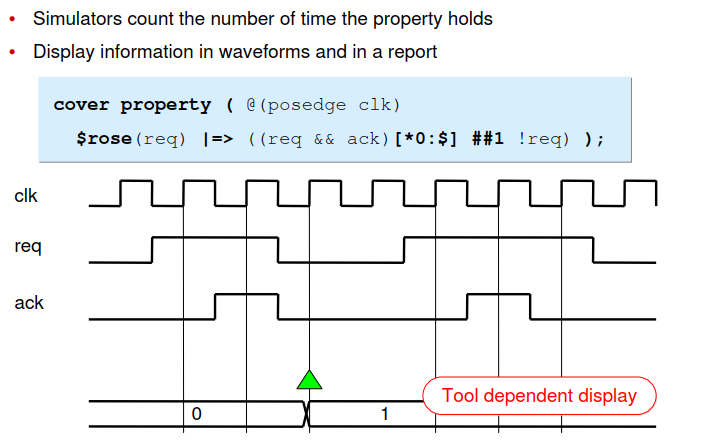 • Simulators count the number of time the property holds
• Display information in waveforms and in a report
cover property ( @(posedge clk)
$rose(req) |=> ((req && ack)[*0:$] ##1 !req) );
clk
req
ack
Tool dependent display
0 1